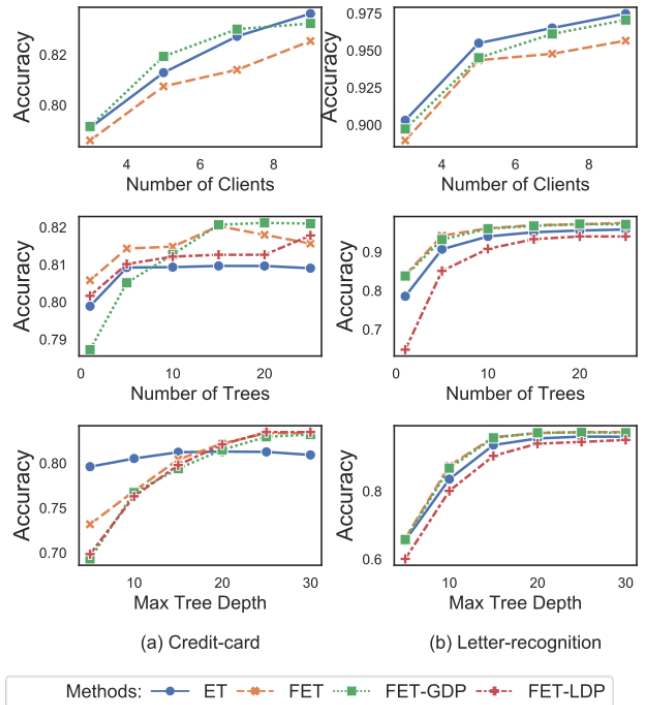 Accuracy
0.82
0.80
4 6 8
Number of Clients
Accuracy
0.975
0.950
0.925
0.900
4 6 8
Number of Clients
Accuracy
0.82
0.81
0.80
0.79
0 10 20
Number of Trees
Accuracy
0.9
0.8
0.7
0 10 20
Number of Trees
Accuracy
0.80
0.75
0.70
10 20 30
Max Tree Depth
Accuracy
0.8
0.6
10 20 30
Max Tree Depth
(a) Credit-card
(b) Letter-recognition
Methods: ET FET FET-GDP FET-LDP